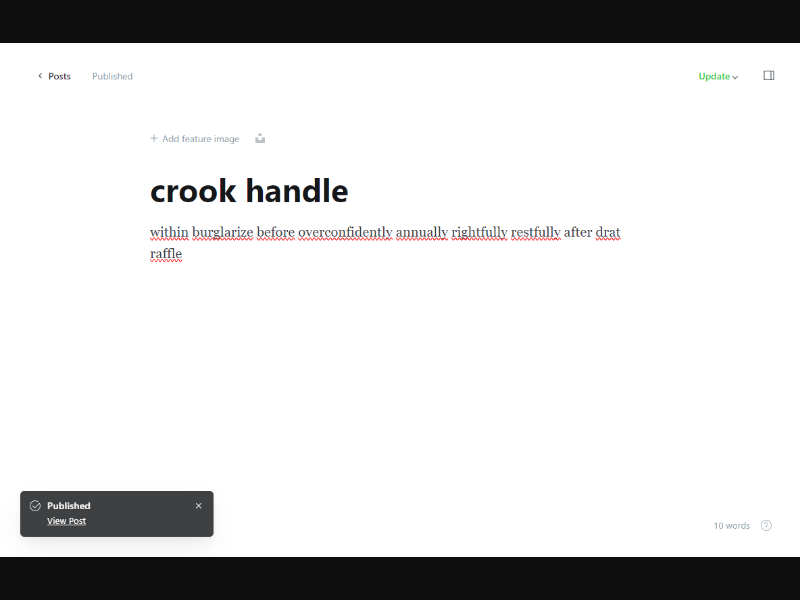 Posts
Published
Update
Add feature image
crook handle
within burglarize before overconfidently annually rightfully restfully after drat
raffle
Published
View Post
10 words